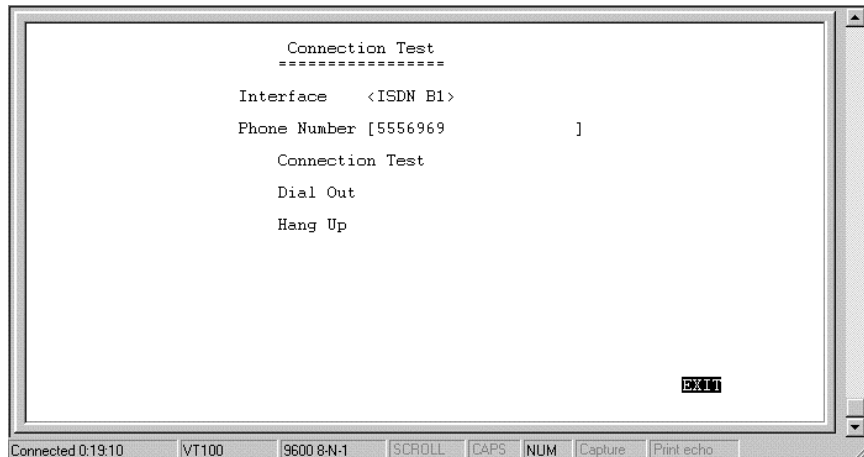 Connection Test
=================
Interface <ISDN B1>
Phone Number [5556969 ]
Connection Test
Dial Out
Hang Up
EXIT
Connected 0:19:10 VT100 9600 8-N-1 SCROLL CAPS NUM Capture Print echo